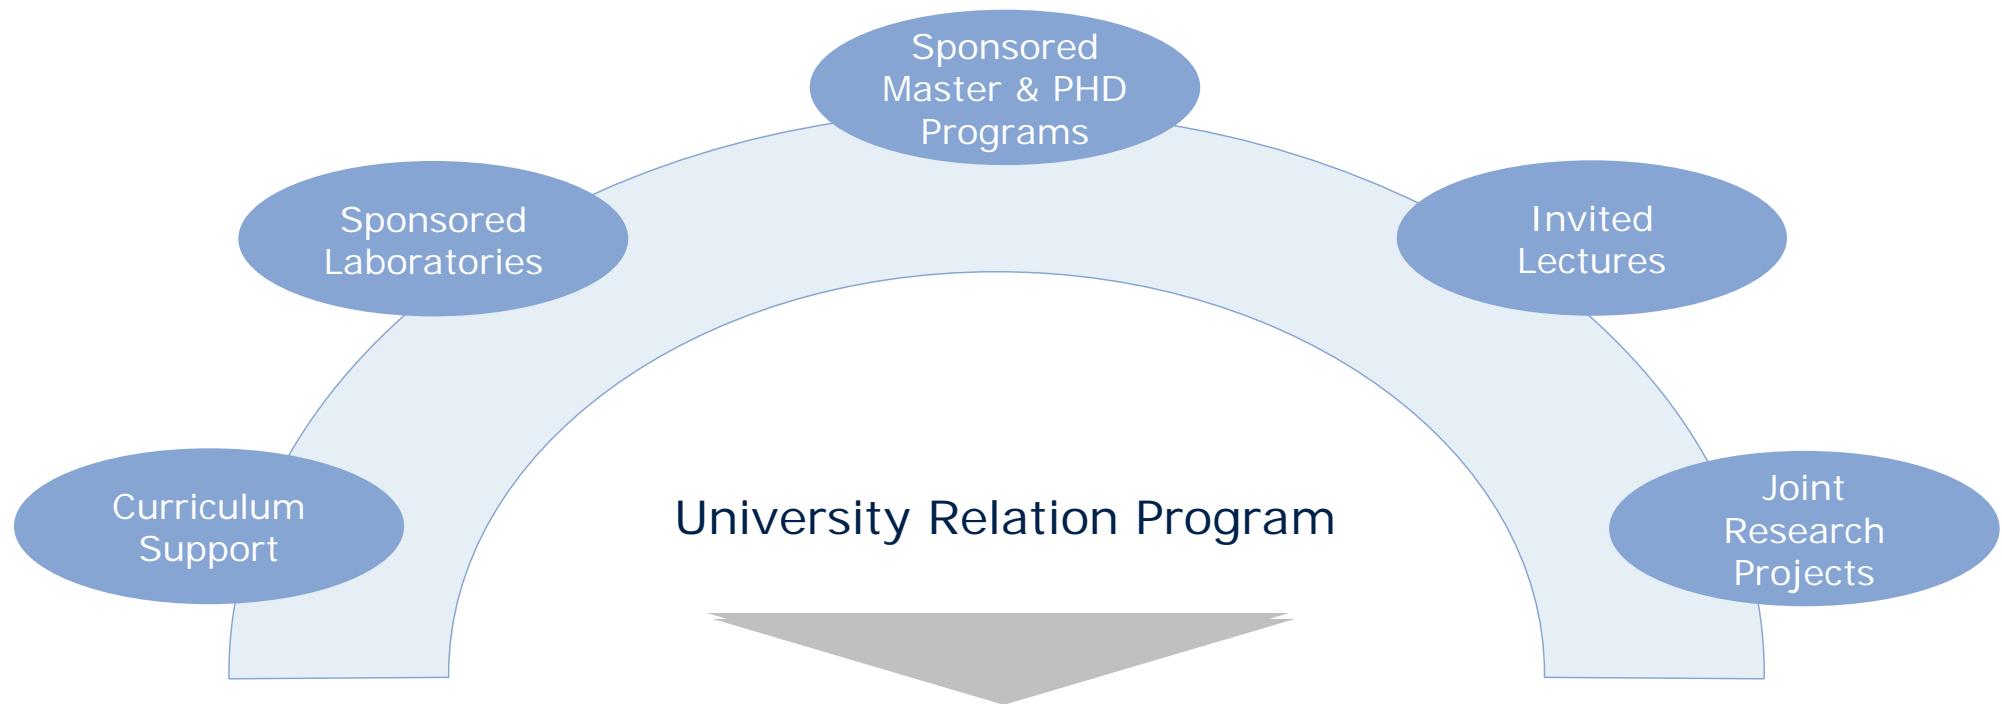 Sponsored
Master & PHD
Programs
Sponsored
Laboratories
Invited
Lectures
Curriculum
Support
University Relation Program
Joint
Research
Projects